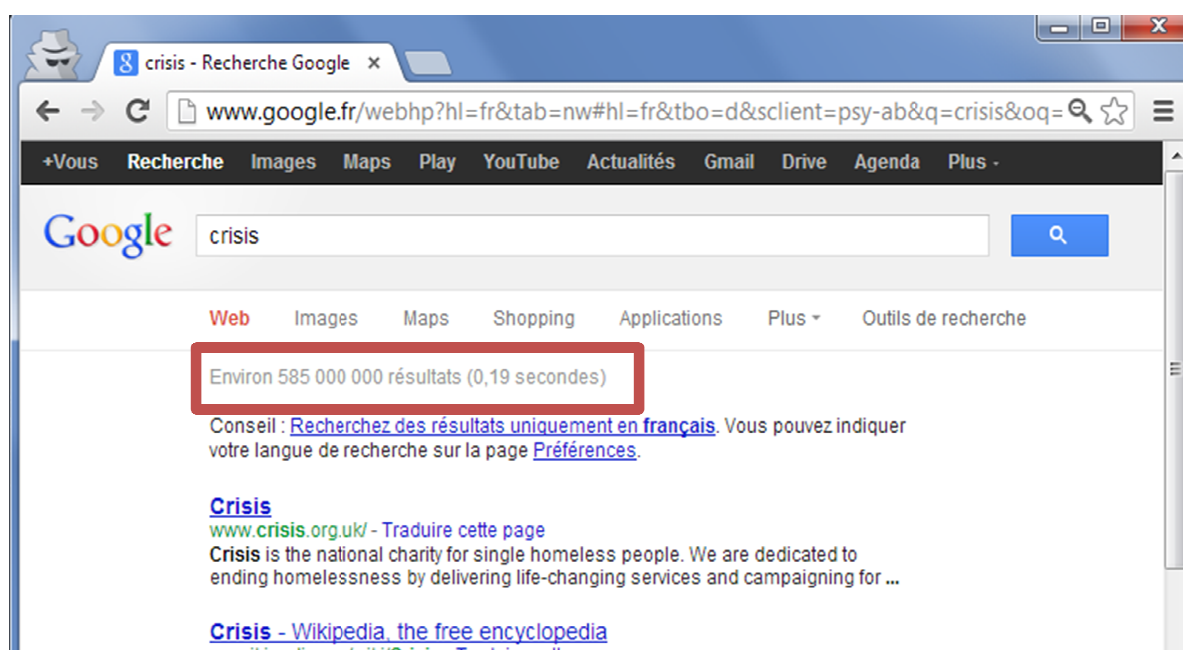 crisis - Recherche Google
www.google.fr/webhp?hl=fr&tab=nw#hl=fr&tbo=d&sclient=psy-ab&q=crisis&oq=
+Vous Recherche Images Maps Play YouTube Actualités Gmail Drive Agenda Plus
Google crisis
Web Images Maps Shopping Applications Plus Outils de recherche
Environ 585 000 000 résultats (0,19 secondes)
Conseil : Recherchez des résultats uniquement en français. Vous pouvez indiquer
votre langue de recherche sur la page Préférences.
Crisis
www.crisis.org.uk/ - Traduire cette page
Crisis is the national charity for single homeless people. We are dedicated to
ending homelessness by delivering life-changing services and campaigning for ...
Crisis - Wikipedia, the free encyclopedia